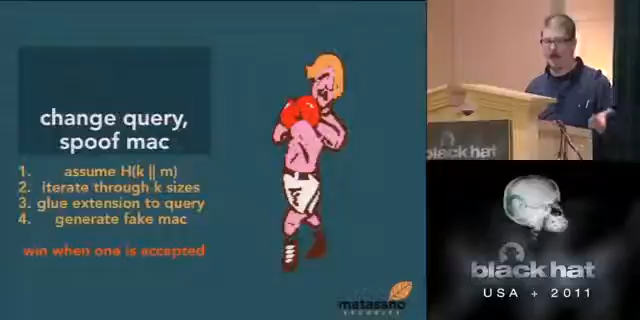 change query,
spoof mac
1. assume H(k || m)
2. iterate through k sizes
3. glue extension to query
4. generate fake mac
win when one is accepted
matasano
SECURITY
black hat
black hat
USA + 2011